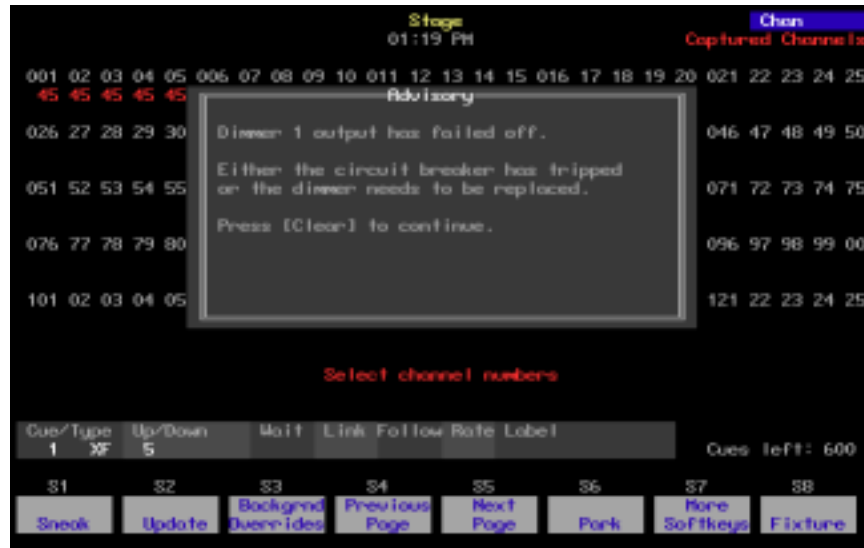 Stage
Chan
01:19 PM
Captured Channels
001 02 03 04 05 006 07 08 09 10 011 12 13 14 15 016 17 18 19 20 021 22 23 24 25
45 45 45 45 45
Advisory
Dimmer 1 output has failed off.
026 27 28 29 30
046 47 48 49 50
Either the circuit breaker has tripped
or the dimmer needs to be replaced.
051 52 53 54 55
071 72 73 74 75
Press [Clear] to continue.
076 77 78 79 80
096 97 98 99 00
101 02 03 04 05
121 22 23 24 25
Select channel numbers
Cue/Type Up/Down Wait Link Follow Rate Label
1 XF 5
Cues left: 600
S1 S2 S3 S4 S5 S6 S7 S8
Sneak Update Backgrnd Overrides Previous Page Next Page Park More Softkeys Fixture